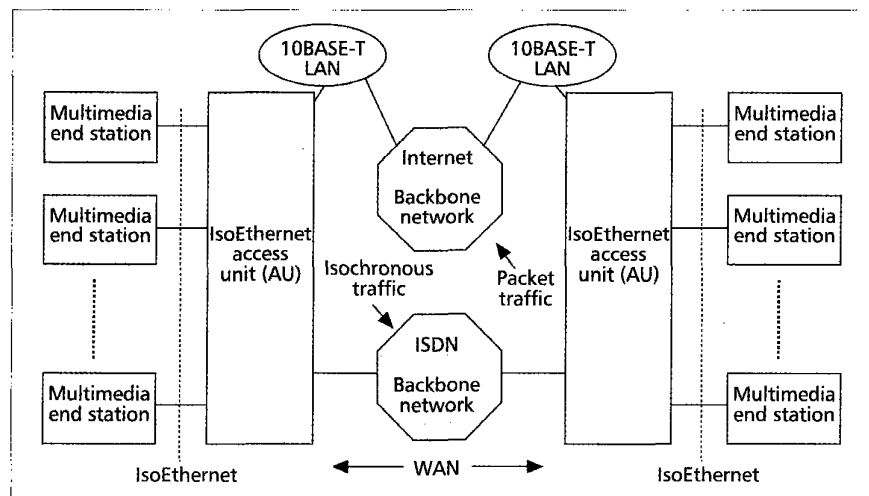 10BASE-T
LAN
10BASE-T
LAN
Multimedia
end station
Multimedia
end station
Multimedia
end station
IsoEthernet
access
unit (AU)
IsoEthernet
Internet
Backbone
network
Isochronous
traffic
Packet
traffic
ISDN
Backbone
network
WAN
IsoEthernet
access
unit (AU)
Multimedia
end station
Multimedia
end station
Multimedia
end station
IsoEthernet